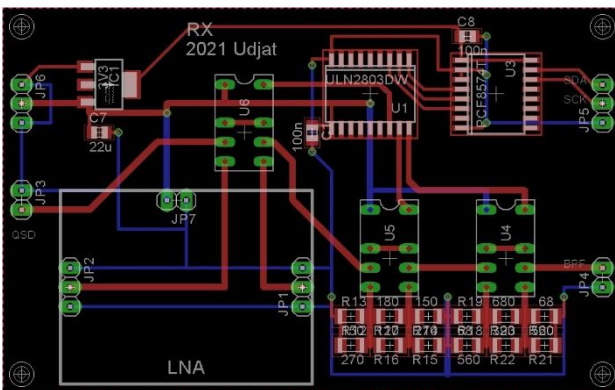 RX
2021 Udjat
C8
100n
JP6
3V3
C7
22u
U6
ULN2803DW
U1
100n
PCF8574T
U3
SDA
SCK
JP5
JP3
QSD
JP7
U5
U4
JP2
JP1
BPF
JP4
R13
180
150
R19
680
68
270
R16
R15
560
R22
R21
LNA